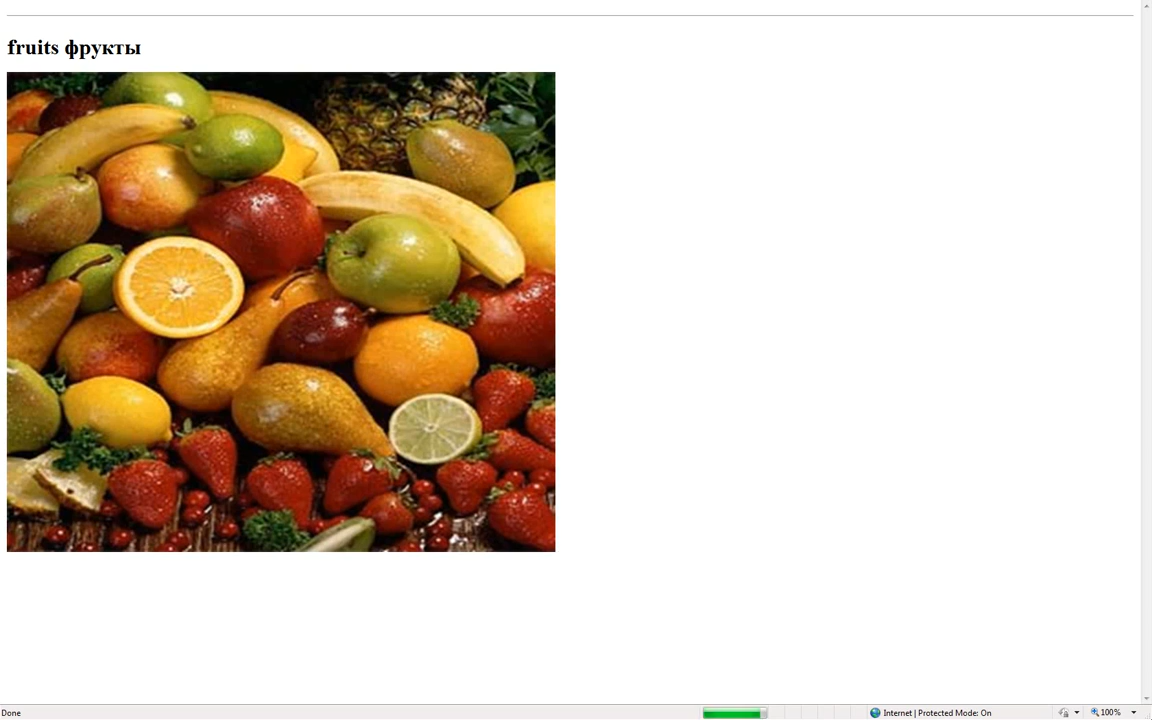 fruits фрукты
Done
Internet | Protected Mode: On
100%